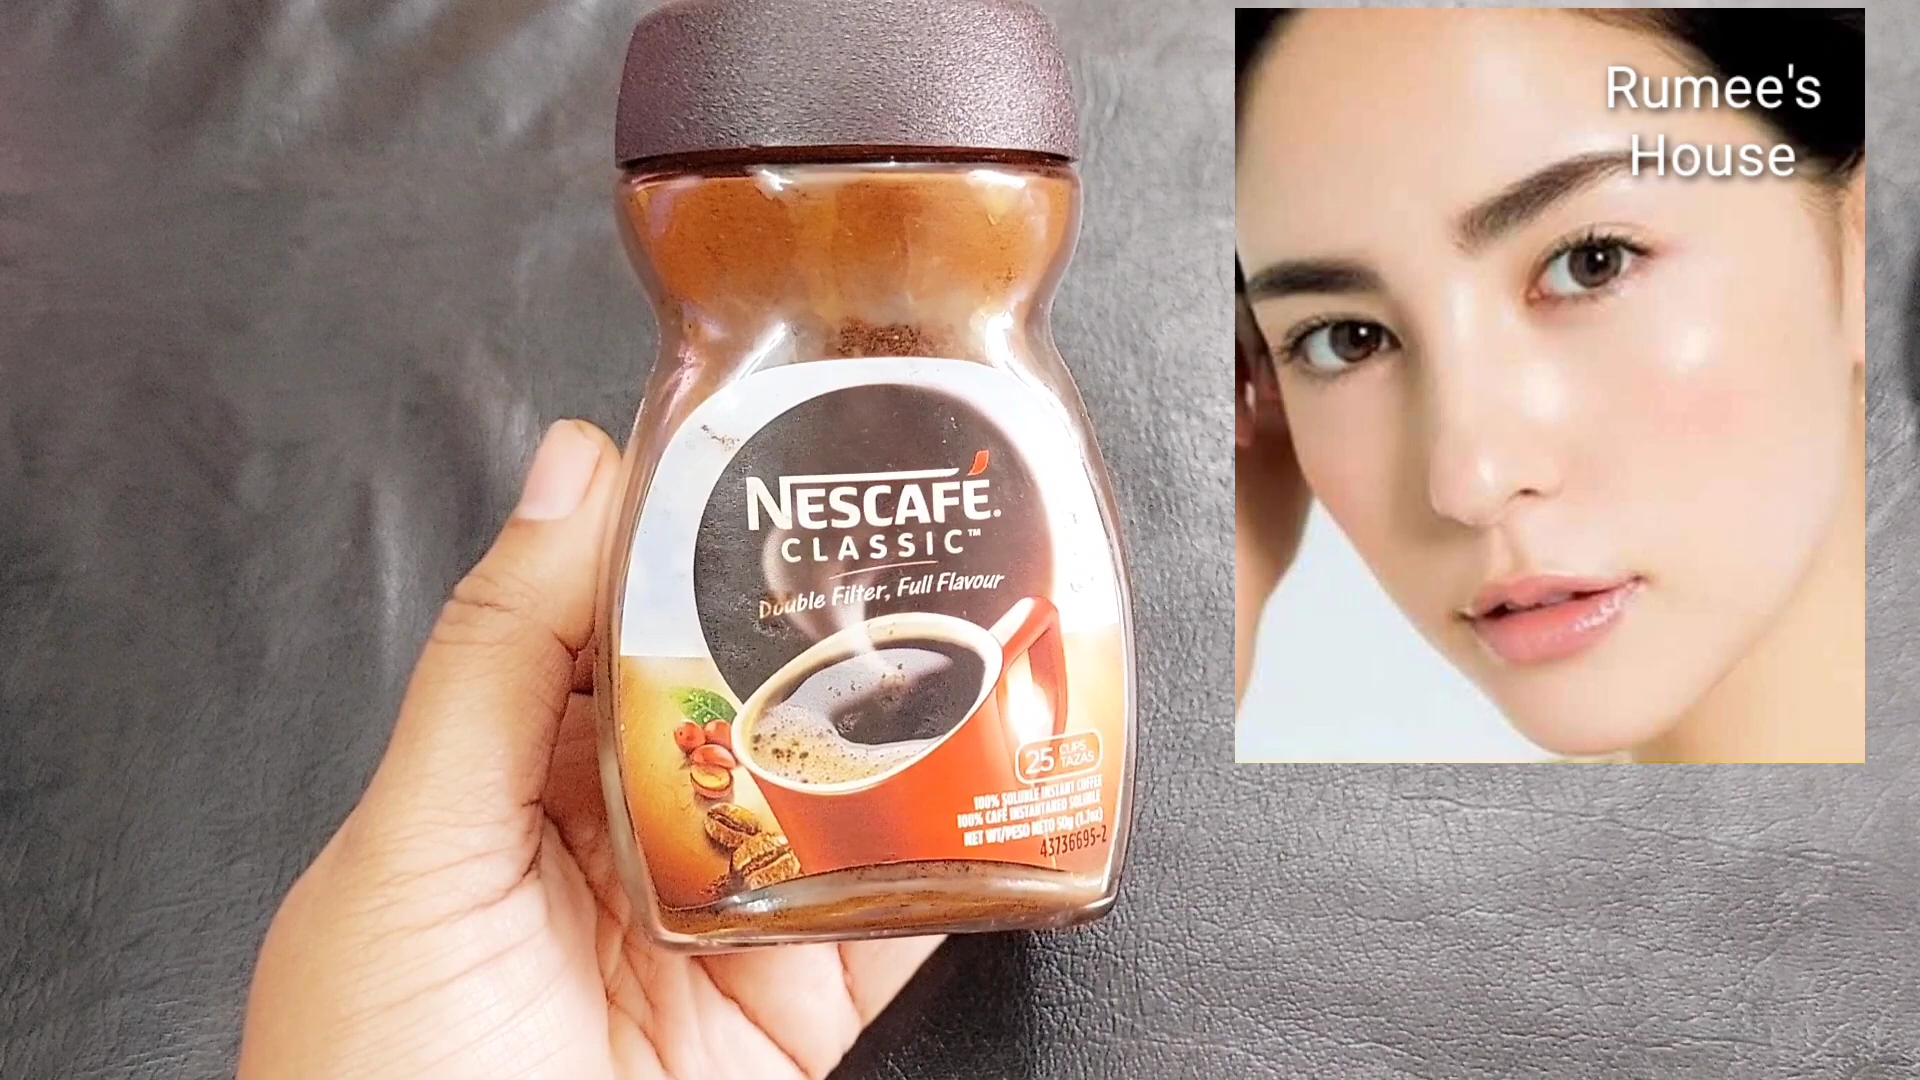 NESCAFÉ.
CLASSIC™
Double Filter, Full Flavour
25 CUPS
TAZAS
100% SOLUBLE INSTANT COFFEE
100% CAFÉ INSTANTANEO SOLUBLE
NET WT/PESO NETO 50g (1.7oz)
43736695-2
Rumee's
House